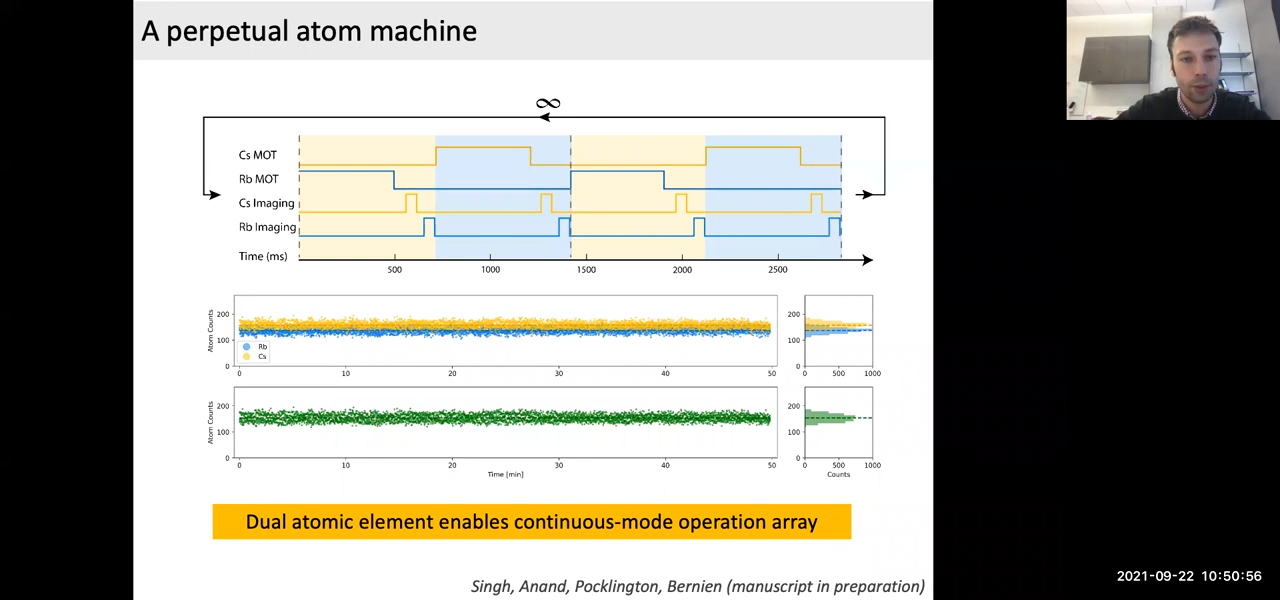 A perpetual atom machine
∞
Cs MOT
Rb MOT
Cs Imaging
Rb Imaging
Time (ms)
500 1000 1500 2000 2500
Atom Counts
200
100
0
Rb
Cs
0 10 20 30 40 50
200
100
0
0 500 1000
Atom Counts
200
100
0
0 10 20 30 40 50
Time [min]
200
100
0
0 500 1000
Counts
Dual atomic element enables continuous-mode operation array
Singh, Anand, Pocklington, Bernien (manuscript in preparation)
2021-09-22 10:50:56